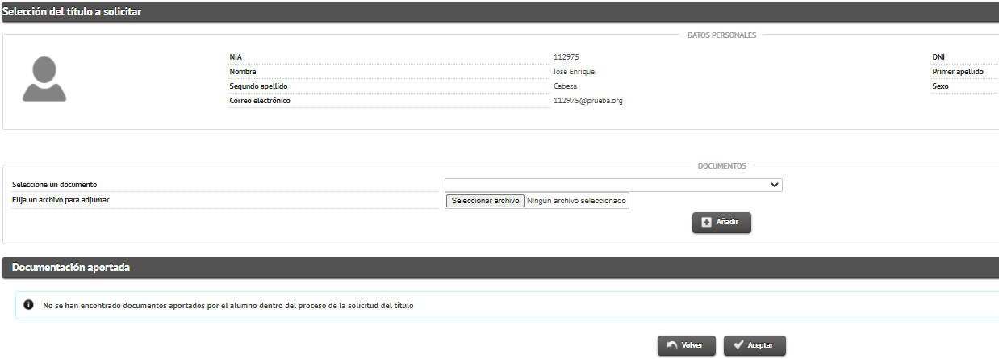 Selección del título a solicitar
DATOS PERSONALES
NIA 112975 DNI
Nombre Jose Enrique Primer apellido
Segundo apellido Cabeza Sexo
Correo electrónico 112975@prueba.org
DOCUMENTOS
Seleccione un documento
Elija un archivo para adjuntar Seleccionar archivo Ningún archivo seleccionado
Añadir
Documentación aportada
No se han encontrado documentos aportados por el alumno dentro del proceso de la solicitud del título
Volver Aceptar